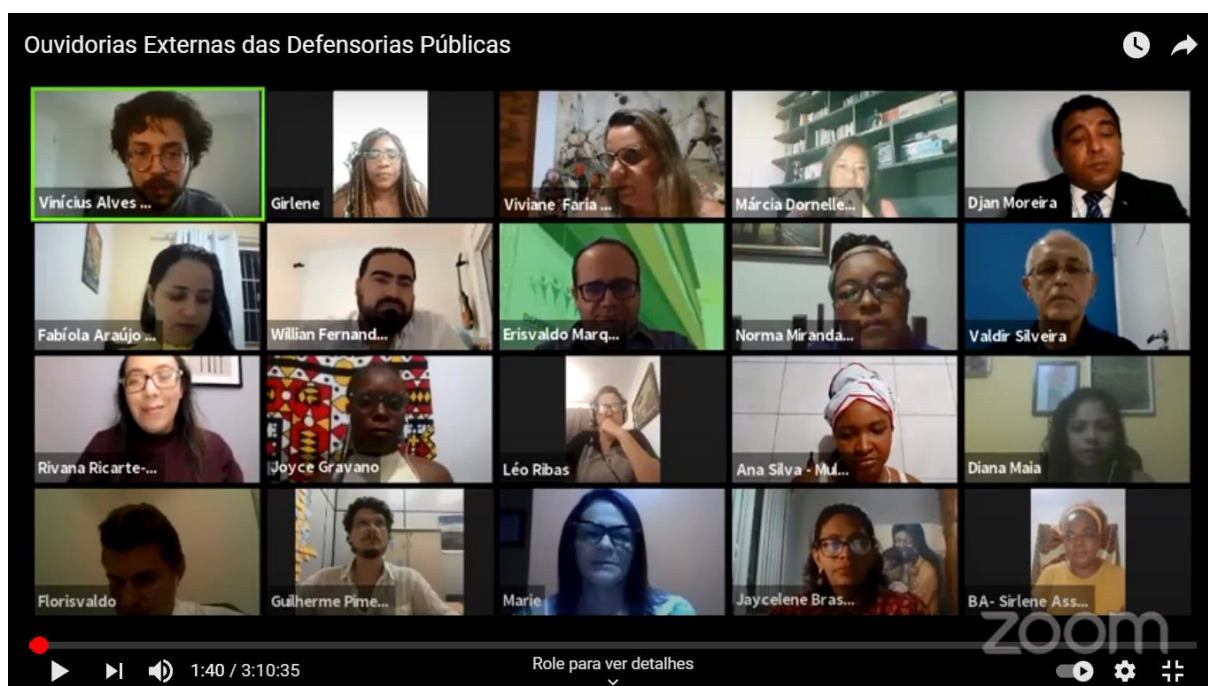 Ouvidorias Externas das Defensorias Públicas
Vinícius Alves ...
Girlene
Viviane Faria ...
Márcia Dornelle...
Djan Moreira
Fabíola Araújo ...
Willian Fernand...
Erisvaldo Marq...
Norma Miranda...
Valdir Silveira
Rivana Ricarte-...
Joyce Gravano
Léo Ribas
Ana Silva - Mul...
Diana Maia
Florisvaldo
Guilherme Pime...
Marie
Jaycelene Bras...
BA- Sirlene Ass...
zoom
1:40 / 3:10:35
Role para ver detalhes